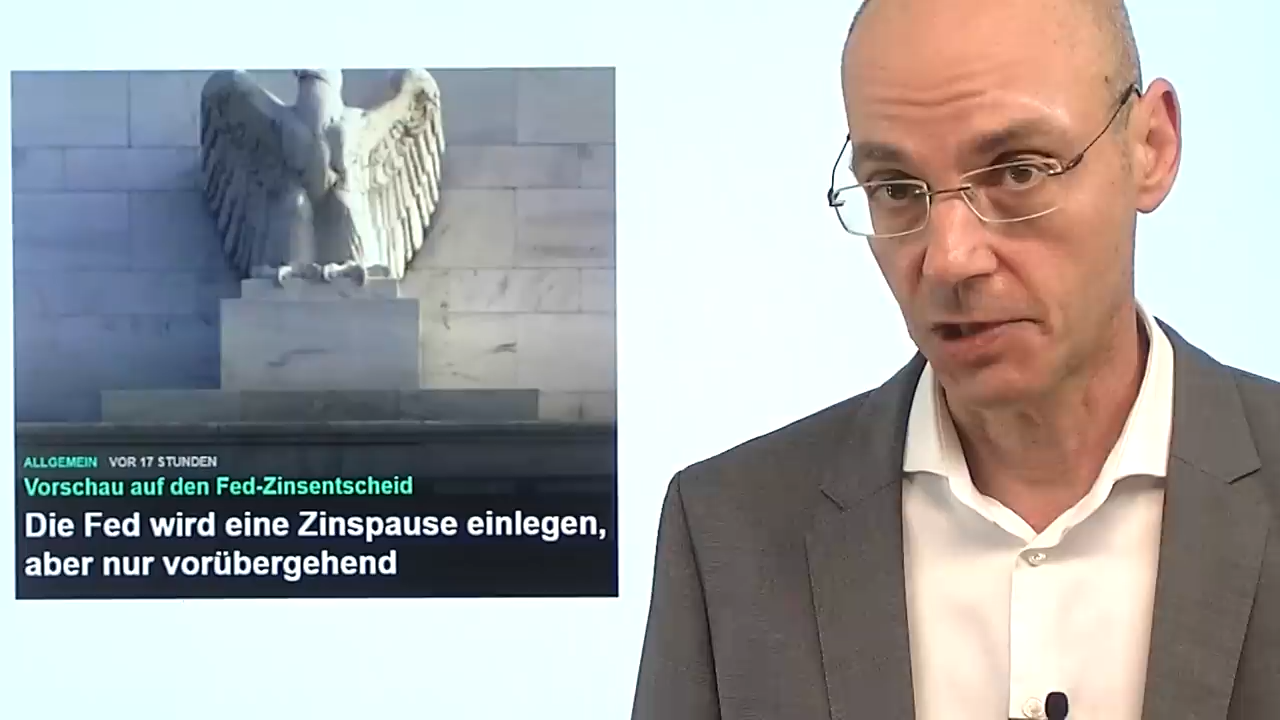 ALLGEMEIN VOR 17 STUNDEN
Vorschau auf den Fed-Zinsentscheid
Die Fed wird eine Zinspause einlegen,
aber nur vorübergehend